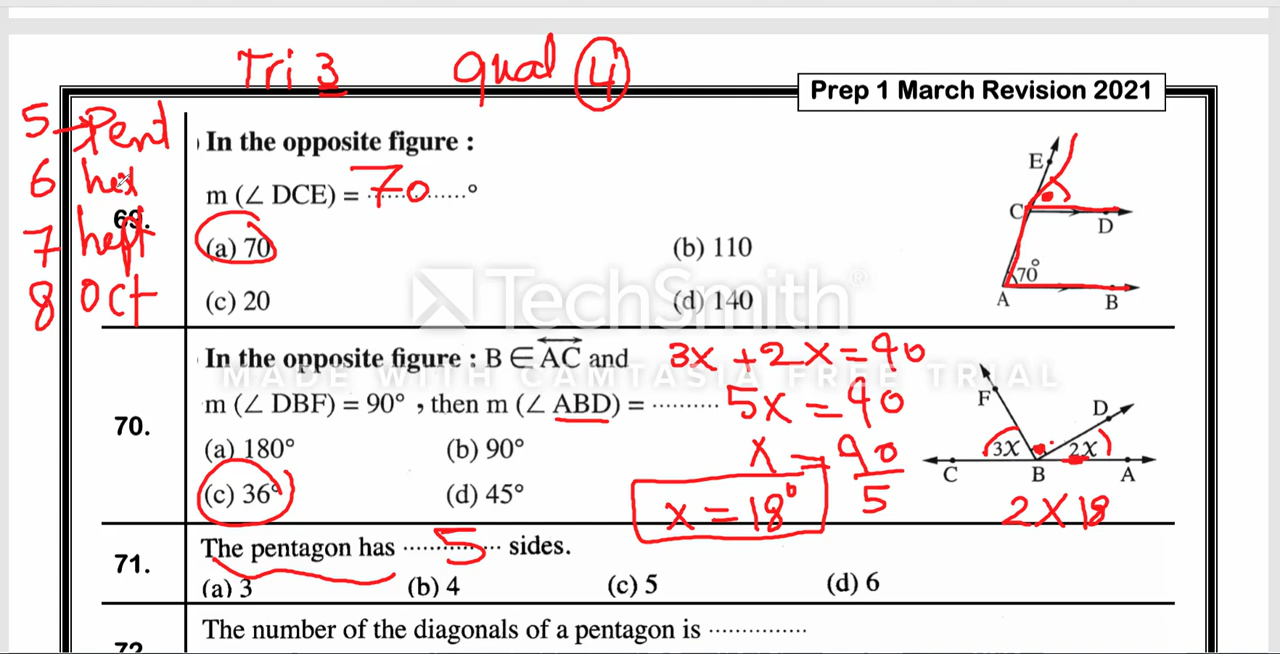 Tri 3 quad 4
Prep 1 March Revision 2021
5 → Pent
6 hex
7 hept
8 Oct
69.
In the opposite figure :
m (∠ DCE) = 70 °
(a) 70 (b) 110
(c) 20 (d) 140
E
C
D
70°
A B
TechSmith®
MADE WITH CAMTASIA FREE TRIAL
70.
In the opposite figure : B ∈ AC and
m (∠ DBF) = 90° , then m (∠ ABD) = ..........
(a) 180° (b) 90°
(c) 36° (d) 45°
3x + 2x = 90
5x = 90
x = 90/5
x = 18°
F D
3X 2X
C B A
2 × 18
71.
The pentagon has 5 sides.
(a) 3 (b) 4 (c) 5 (d) 6
72
The number of the diagonals of a pentagon is ..............